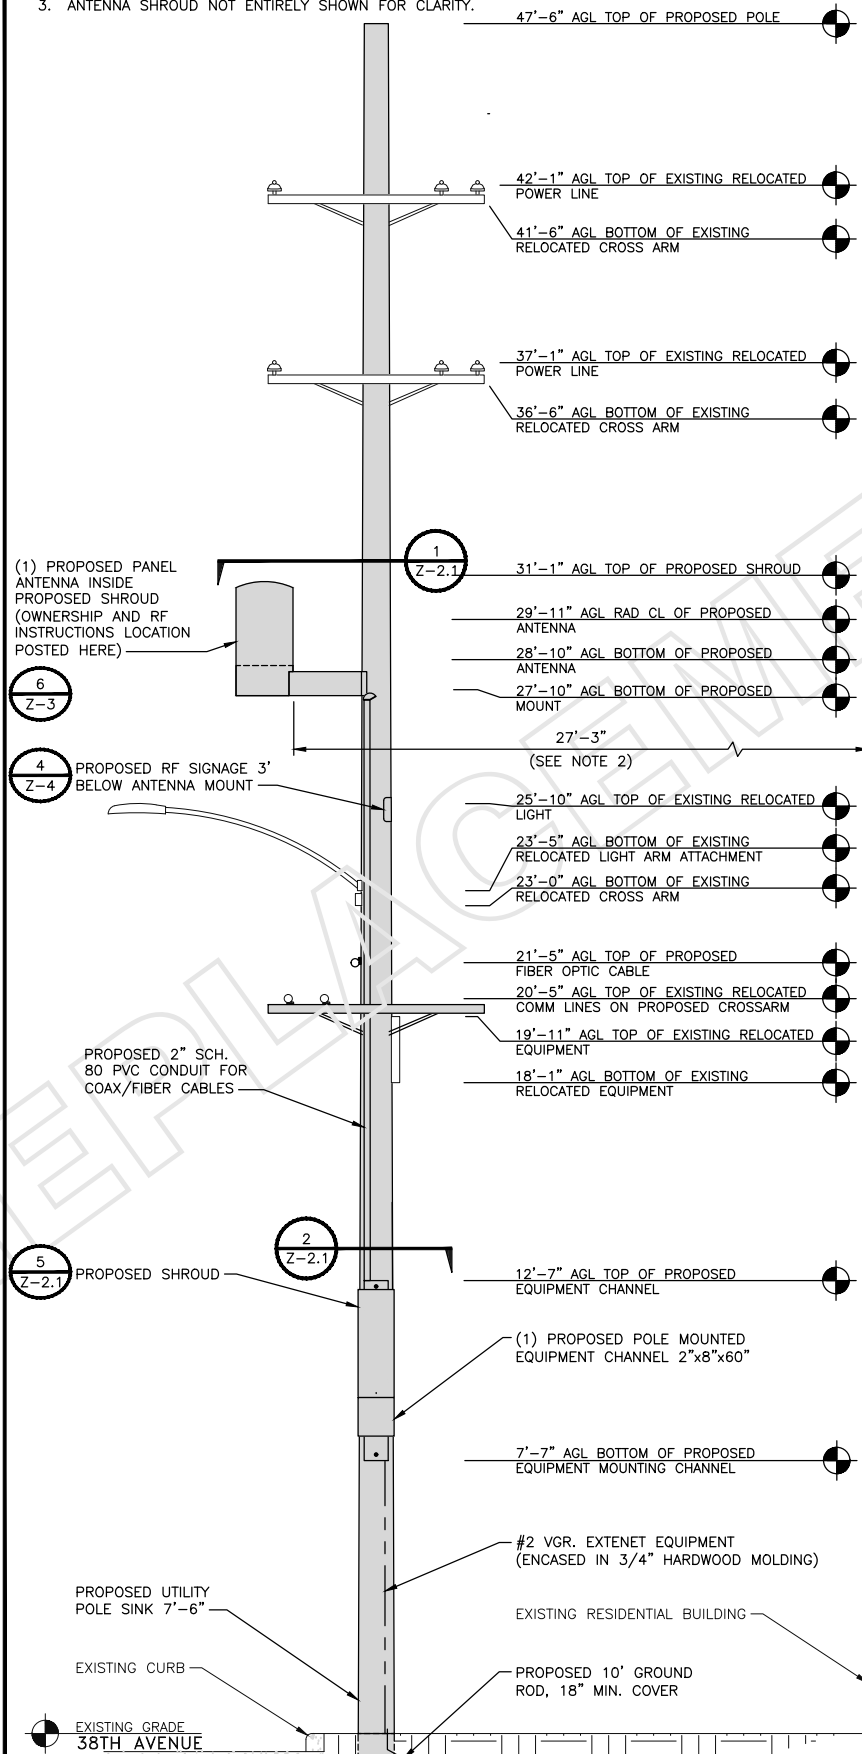 3. ANTENNA SHROUD NOT ENTIRELY SHOWN FOR CLARITY.
47'-6" AGL TOP OF PROPOSED POLE
42'-1" AGL TOP OF EXISTING RELOCATED
POWER LINE
41'-6" AGL BOTTOM OF EXISTING
RELOCATED CROSS ARM
37'-1" AGL TOP OF EXISTING RELOCATED
POWER LINE
36'-6" AGL BOTTOM OF EXISTING
RELOCATED CROSS ARM
(1) PROPOSED PANEL
ANTENNA INSIDE
PROPOSED SHROUD
(OWNERSHIP AND RF
INSTRUCTIONS LOCATION
POSTED HERE)
1
Z-2.1
31'-1" AGL TOP OF PROPOSED SHROUD
29'-11" AGL RAD CL OF PROPOSED
ANTENNA
28'-10" AGL BOTTOM OF PROPOSED
ANTENNA
27'-10" AGL BOTTOM OF PROPOSED
MOUNT
6
Z-3
27'-3"
(SEE NOTE 2)
4
Z-4
PROPOSED RF SIGNAGE 3'
BELOW ANTENNA MOUNT
25'-10" AGL TOP OF EXISTING RELOCATED
LIGHT
23'-5" AGL BOTTOM OF EXISTING
RELOCATED LIGHT ARM ATTACHMENT
23'-0" AGL BOTTOM OF EXISTING
RELOCATED CROSS ARM
21'-5" AGL TOP OF PROPOSED
FIBER OPTIC CABLE
20'-5" AGL TOP OF EXISTING RELOCATED
COMM LINES ON PROPOSED CROSSARM
19'-11" AGL TOP OF EXISTING RELOCATED
EQUIPMENT
18'-1" AGL BOTTOM OF EXISTING
RELOCATED EQUIPMENT
PROPOSED 2" SCH.
80 PVC CONDUIT FOR
COAX/FIBER CABLES
2
Z-2.1
5
Z-2.1
PROPOSED SHROUD
12'-7" AGL TOP OF PROPOSED
EQUIPMENT CHANNEL
(1) PROPOSED POLE MOUNTED
EQUIPMENT CHANNEL 2"x8"x60"
7'-7" AGL BOTTOM OF PROPOSED
EQUIPMENT MOUNTING CHANNEL
#2 VGR. EXTENET EQUIPMENT
(ENCASED IN 3/4" HARDWOOD MOLDING)
PROPOSED UTILITY
POLE SINK 7'-6"
EXISTING RESIDENTIAL BUILDING
EXISTING CURB
PROPOSED 10' GROUND
ROD, 18" MIN. COVER
EXISTING GRADE
38TH AVENUE
EPLACEME